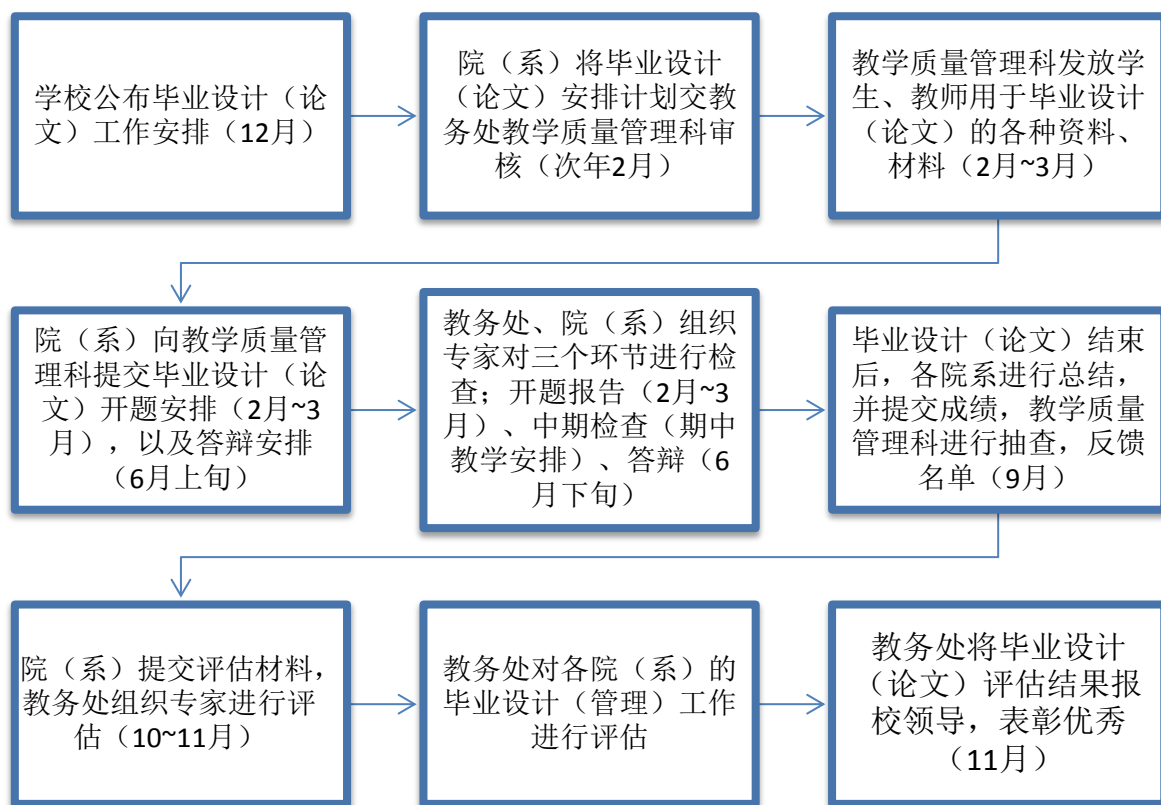 学校公布毕业设计（论
文）工作安排（12月）
院（系）将毕业设计
（论文）安排计划交教
务处教学质量管理科审
核（次年2月）
教学质量管理科发放学
生、教师用于毕业设计
（论文）的各种资料、
材料（2月~3月）
院（系）向教学质量管
理科提交毕业设计（论
文）开题安排（2月~3
月），以及答辩安排
（6月上旬）
教务处、院（系）组织
专家对三个环节进行检
查；开题报告（2月~3
月）、中期检查（期中
教学安排）、答辩（6
月下旬）
毕业设计（论文）结束
后，各院系进行总结，
并提交成绩，教学质量
管理科进行抽查，反馈
名单（9月）
院（系）提交评估材料，
教务处组织专家进行评
估（10~11月）
教务处对各院（系）的
毕业设计（管理）工作
进行评估
教务处将毕业设计
（论文）评估结果报
校领导，表彰优秀
（11月）